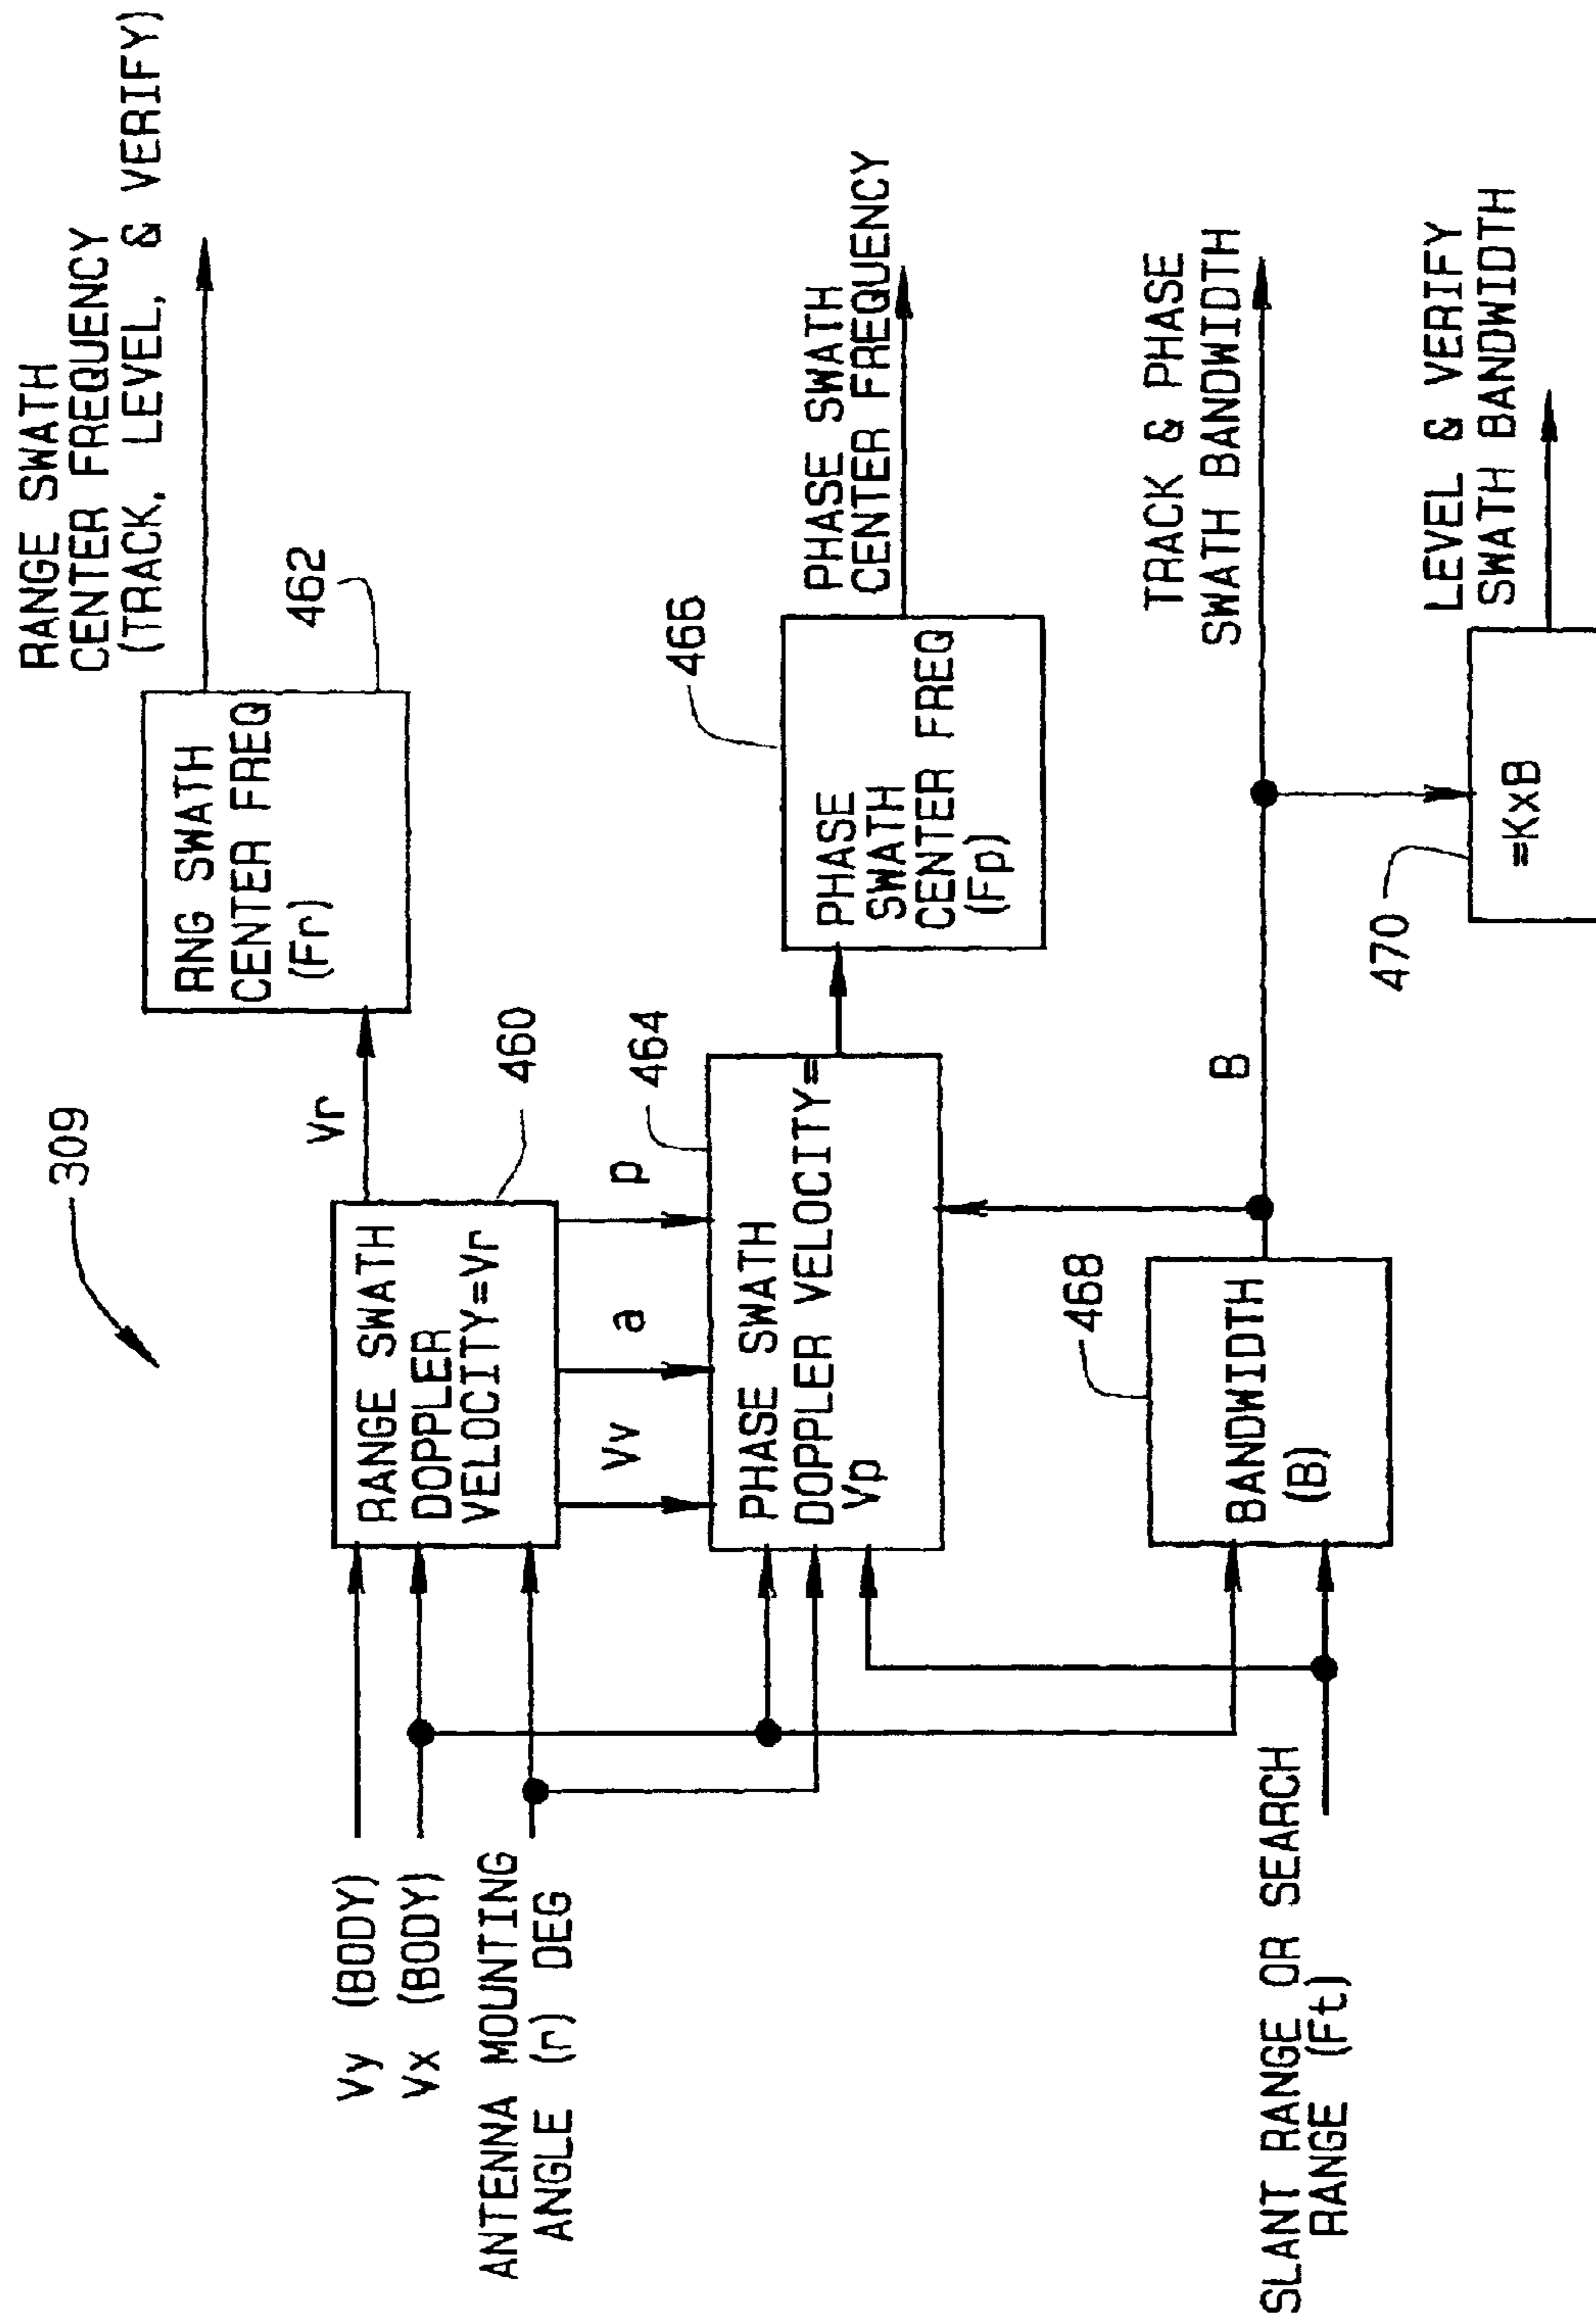 309
Vy (BODY)
Vx (BODY)
ANTENNA MOUNTING
ANGLE (r) DEG
SLANT RANGE OR SEARCH
RANGE (Ft)
RANGE SWATH
DOPPLER
VELOCITY=Vr
460
Vr
RNG SWATH
CENTER FREQ
(Fr)
462
RANGE SWATH
CENTER FREQUENCY
(TRACK, LEVEL, & VERIFY)
Vv
a
p
464
PHASE SWATH
DOPPLER VELOCITY=
Vp
PHASE
SWATH
CENTER FREQ
(Fp)
466
PHASE SWATH
CENTER FREQUENCY
BANDWIDTH
(B)
468
B
TRACK & PHASE
SWATH BANDWIDTH
=KxB
470
LEVEL & VERIFY
SWATH BANDWIDTH